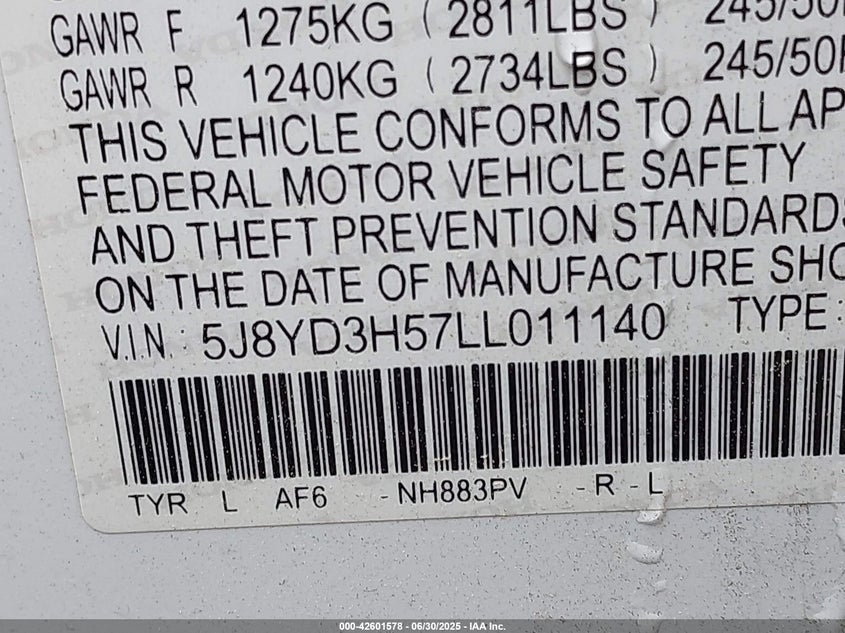 GAWR F 1275KG ( 2811LBS ) 245/50
GAWR R 1240KG ( 2734LBS ) 245/50
THIS VEHICLE CONFORMS TO ALL AP
FEDERAL MOTOR VEHICLE SAFETY
AND THEFT PREVENTION STANDARDS
ON THE DATE OF MANUFACTURE SHO
V.I.N. : 5J8YD3H57LL011140 TYPE :
TYR L AF6 - NH883PV - R - L
000-42601578 - 06/30/2025 - IAA Inc.